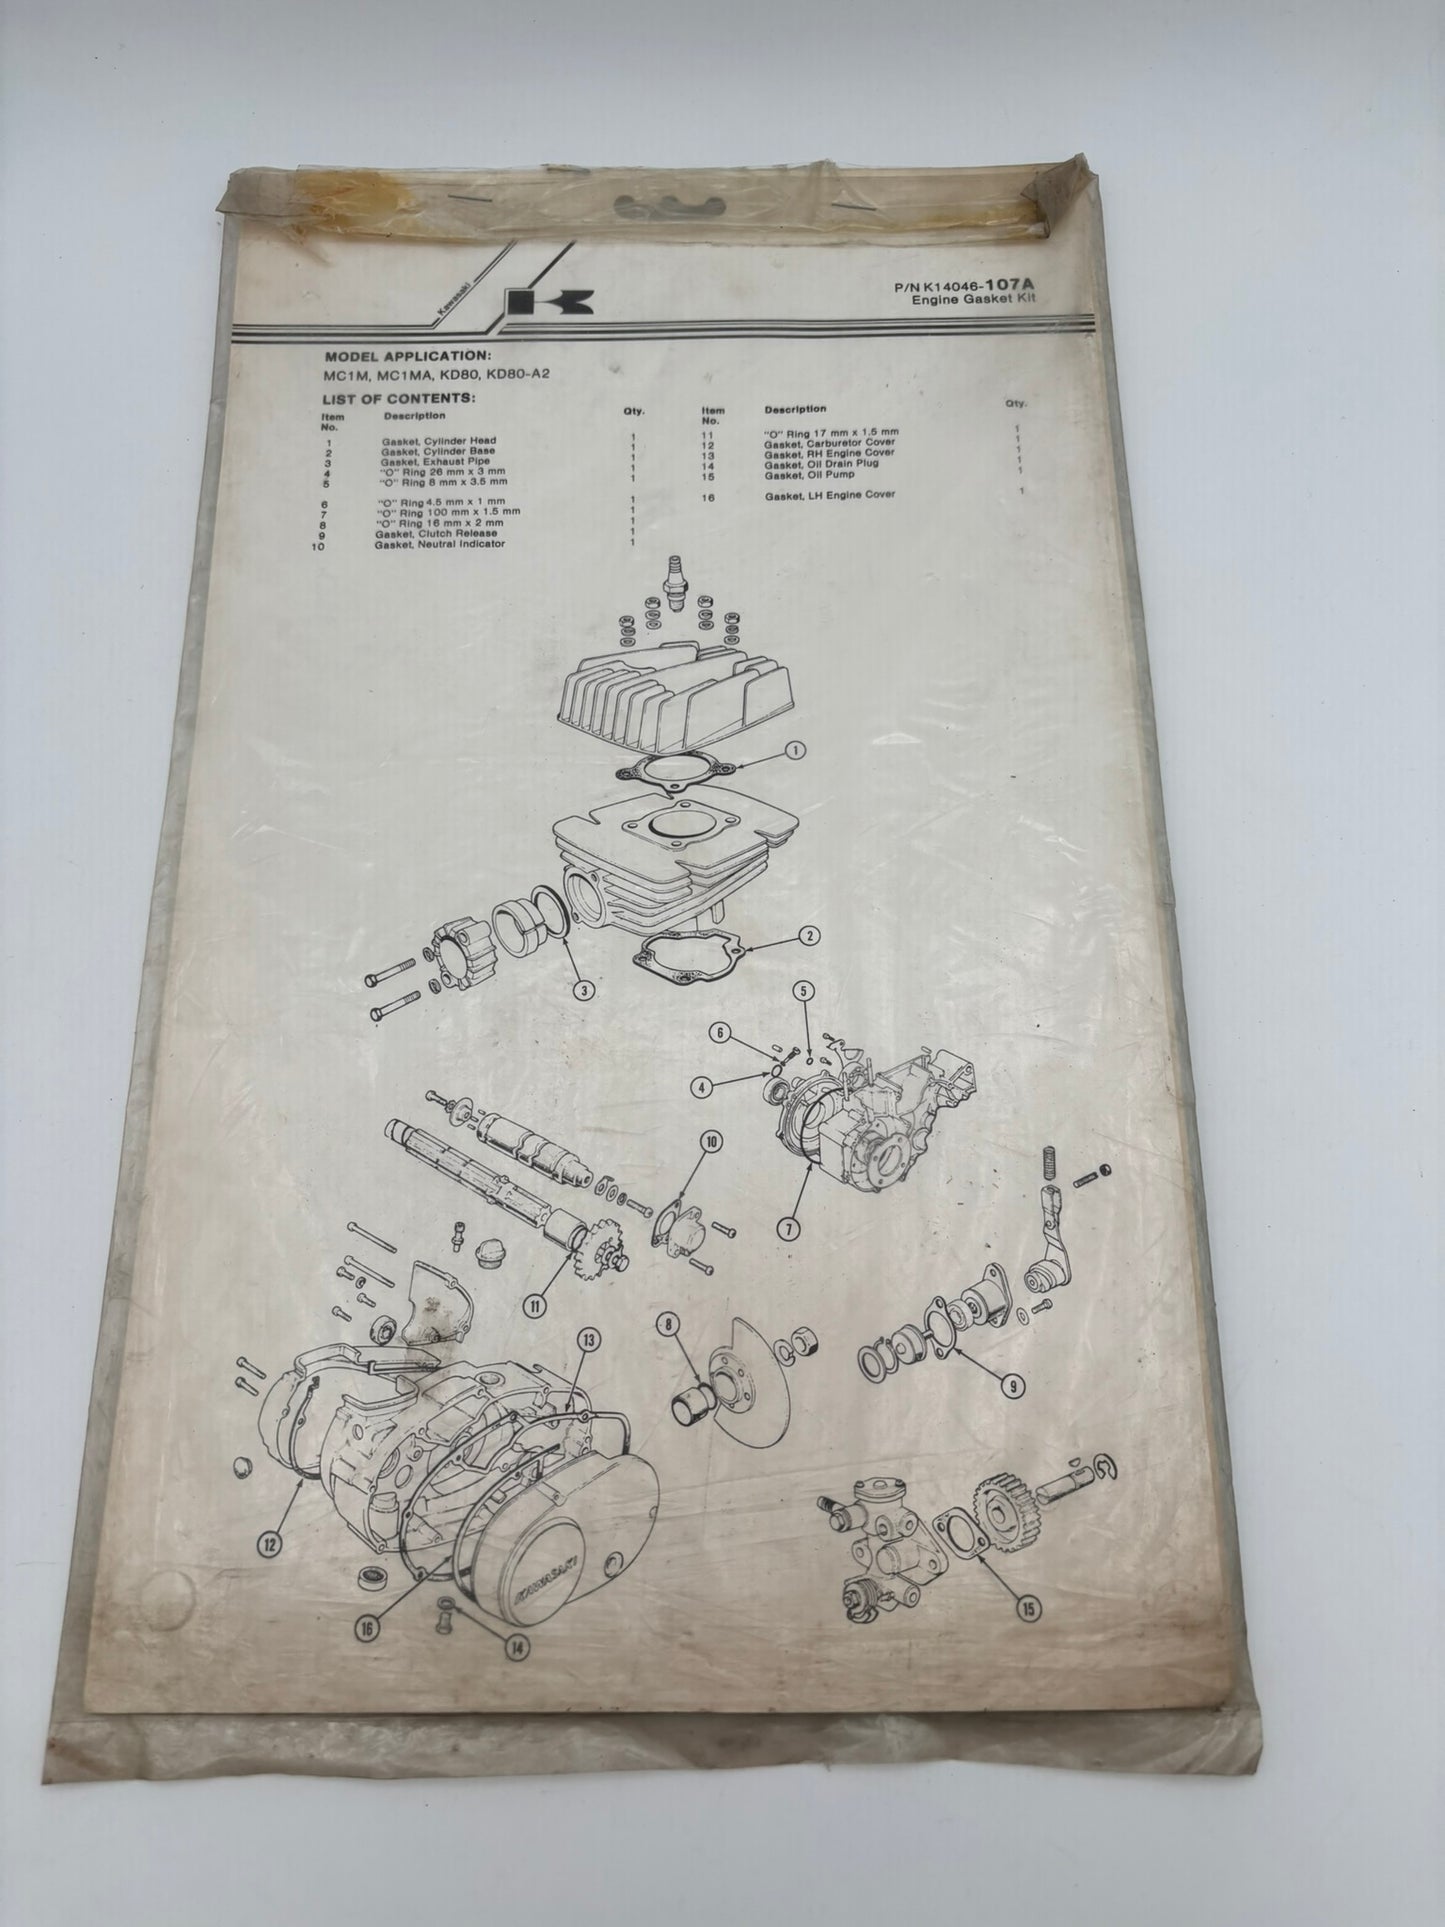 Kawasaki
P/N K14046-107A
Engine Gasket Kit
MODEL APPLICATION:
MC1M, MC1MA, KD80, KD80-A2
LIST OF CONTENTS:
Item No. Description Qty.
1 Gasket, Cylinder Head 1
2 Gasket, Cylinder Base 1
3 Gasket, Exhaust Pipe 1
4 "O" Ring 26 mm x 3 mm 1
5 "O" Ring 8 mm x 3.5 mm 1
6 "O" Ring 4.5 mm x 1 mm 1
7 "O" Ring 100 mm x 1.5 mm 1
8 "O" Ring 16 mm x 2 mm 1
9 Gasket, Clutch Release 1
10 Gasket, Neutral Indicator 1
Item No. Description Qty.
11 "O" Ring 17 mm x 1.5 mm 1
12 Gasket, Carburetor Cover 1
13 Gasket, RH Engine Cover 1
14 Gasket, Oil Drain Plug 1
15 Gasket, Oil Pump 1
16 Gasket, LH Engine Cover 1
1
2
3
5
6
4
10
7
11
8
13
9
12
KAWASAKI
15
16
14